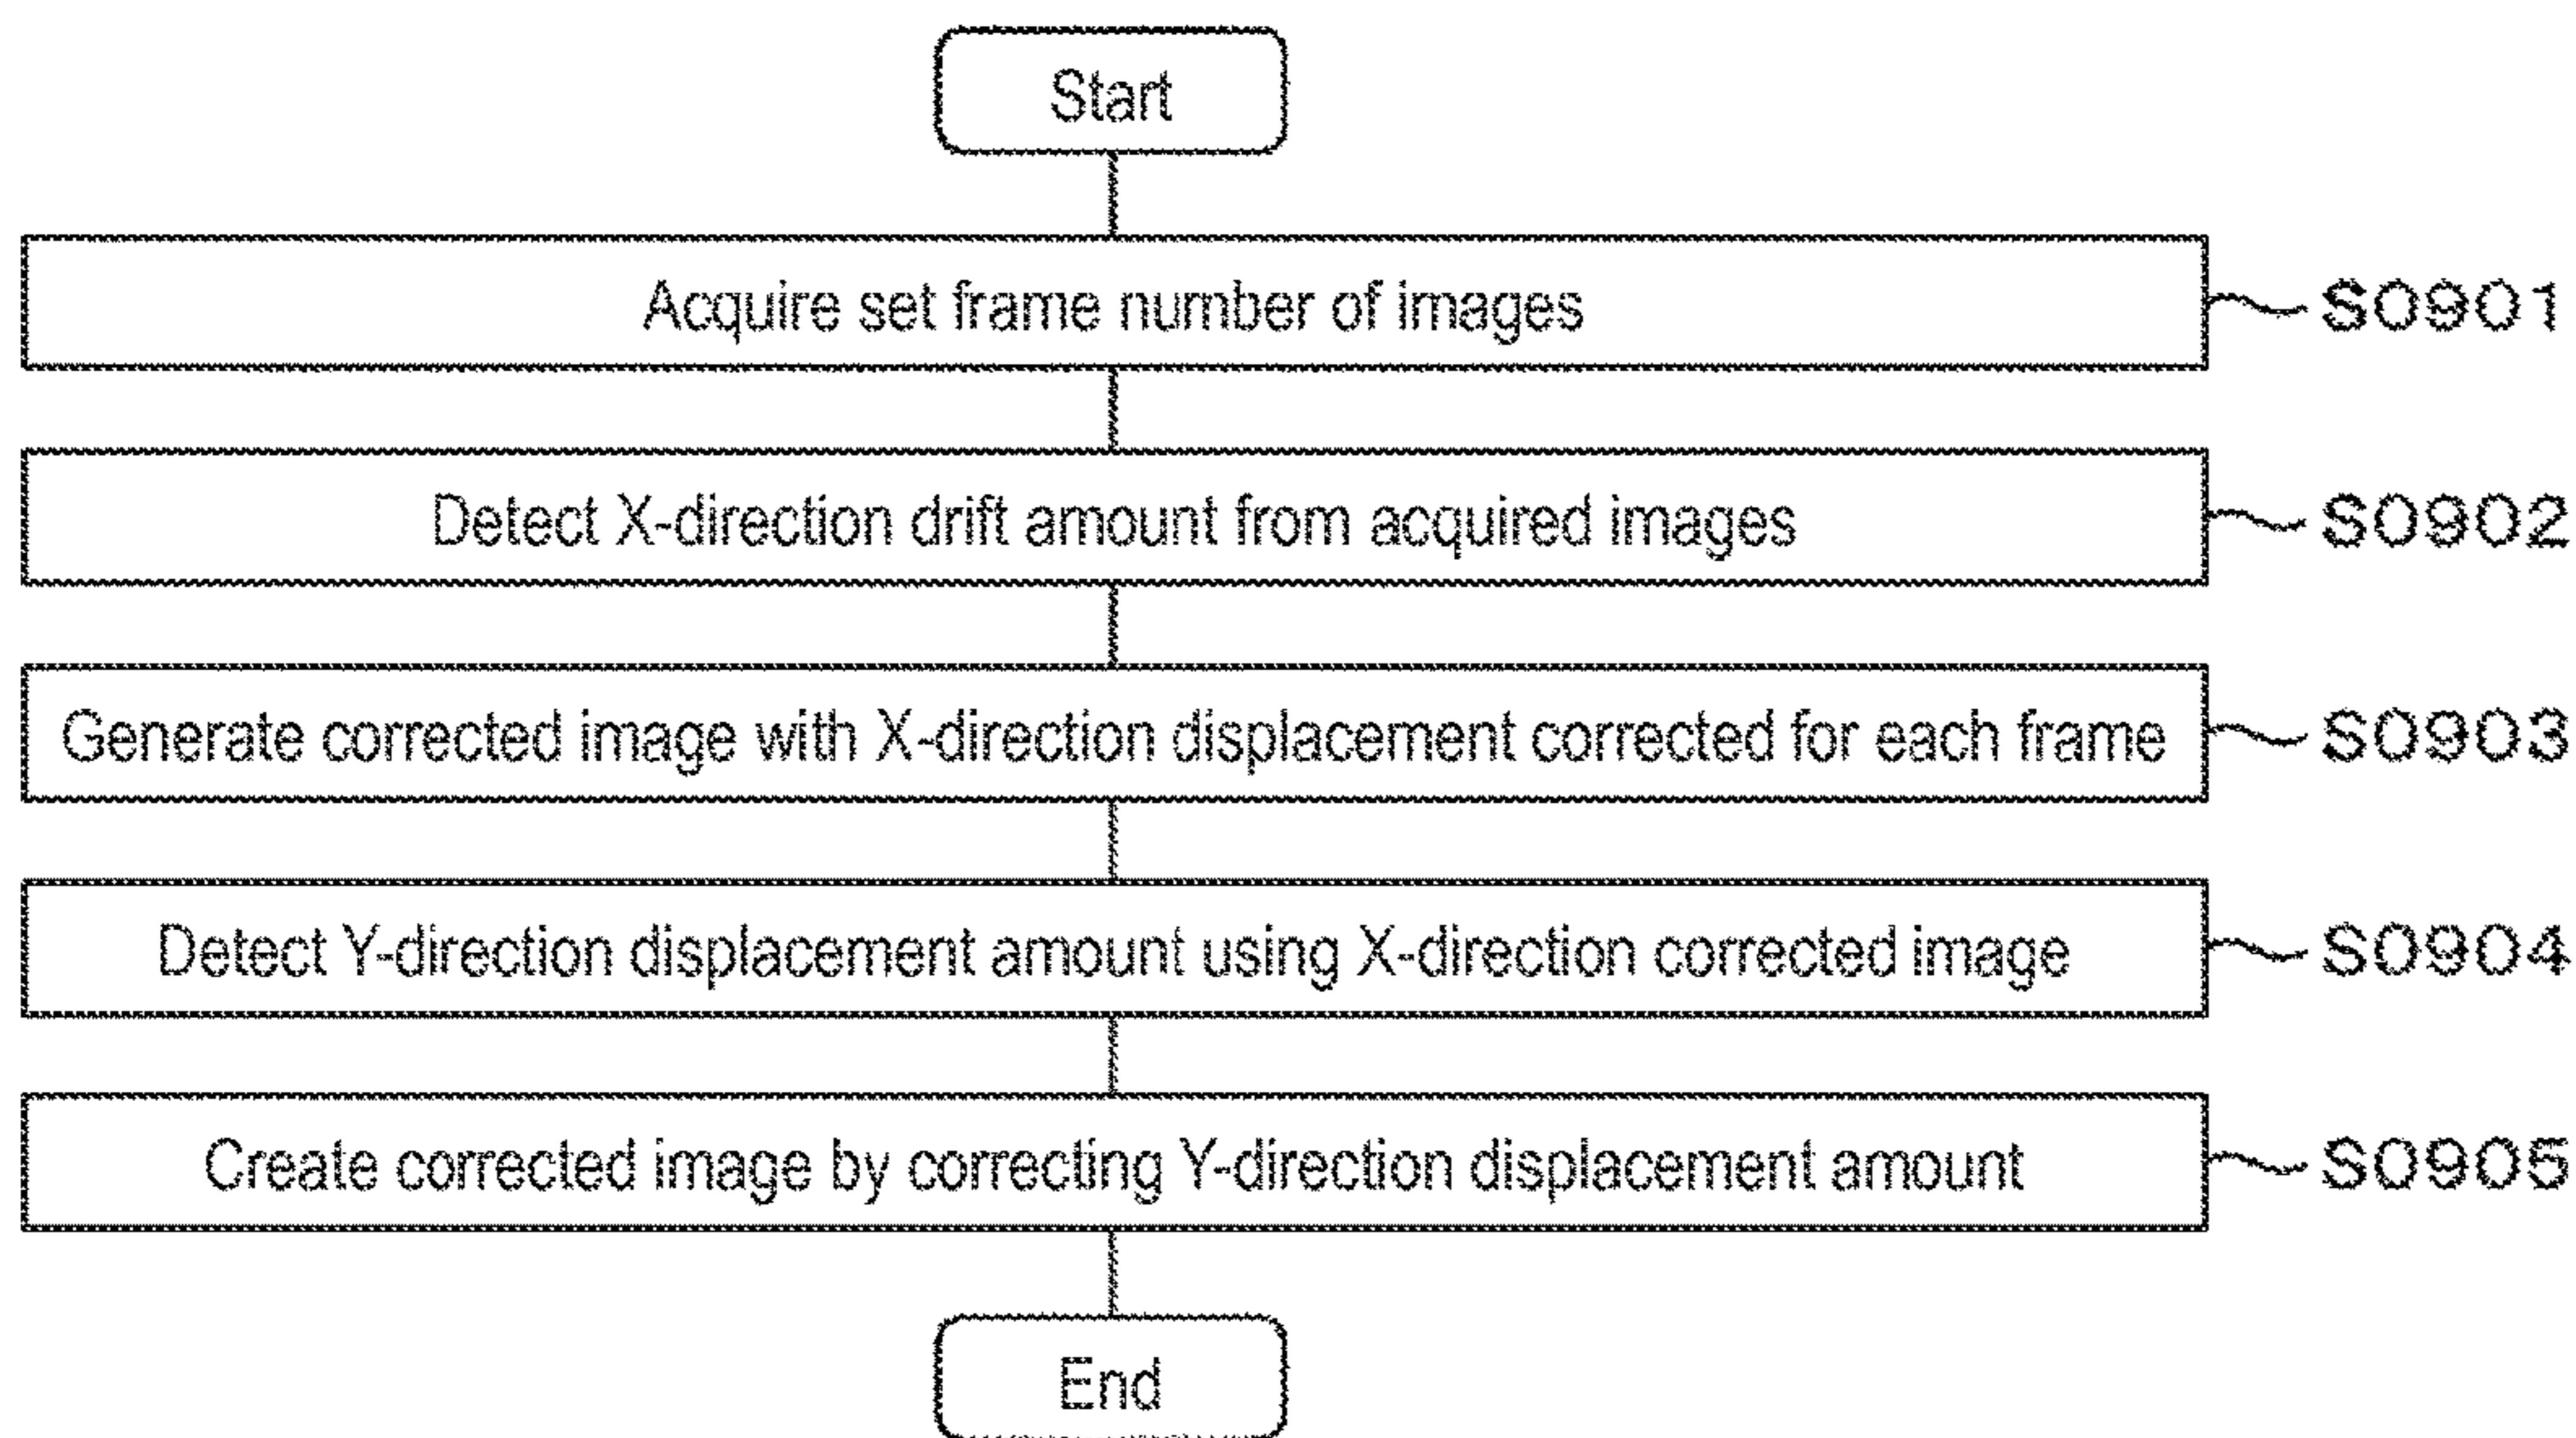 Start
Acquire set frame number of images
S0901
Detect X-direction drift amount from acquired images
S0902
Generate corrected image with X-direction displacement corrected for each frame
S0903
Detect Y-direction displacement amount using X-direction corrected image
S0904
Create corrected image by correcting Y-direction displacement amount
S0905
End